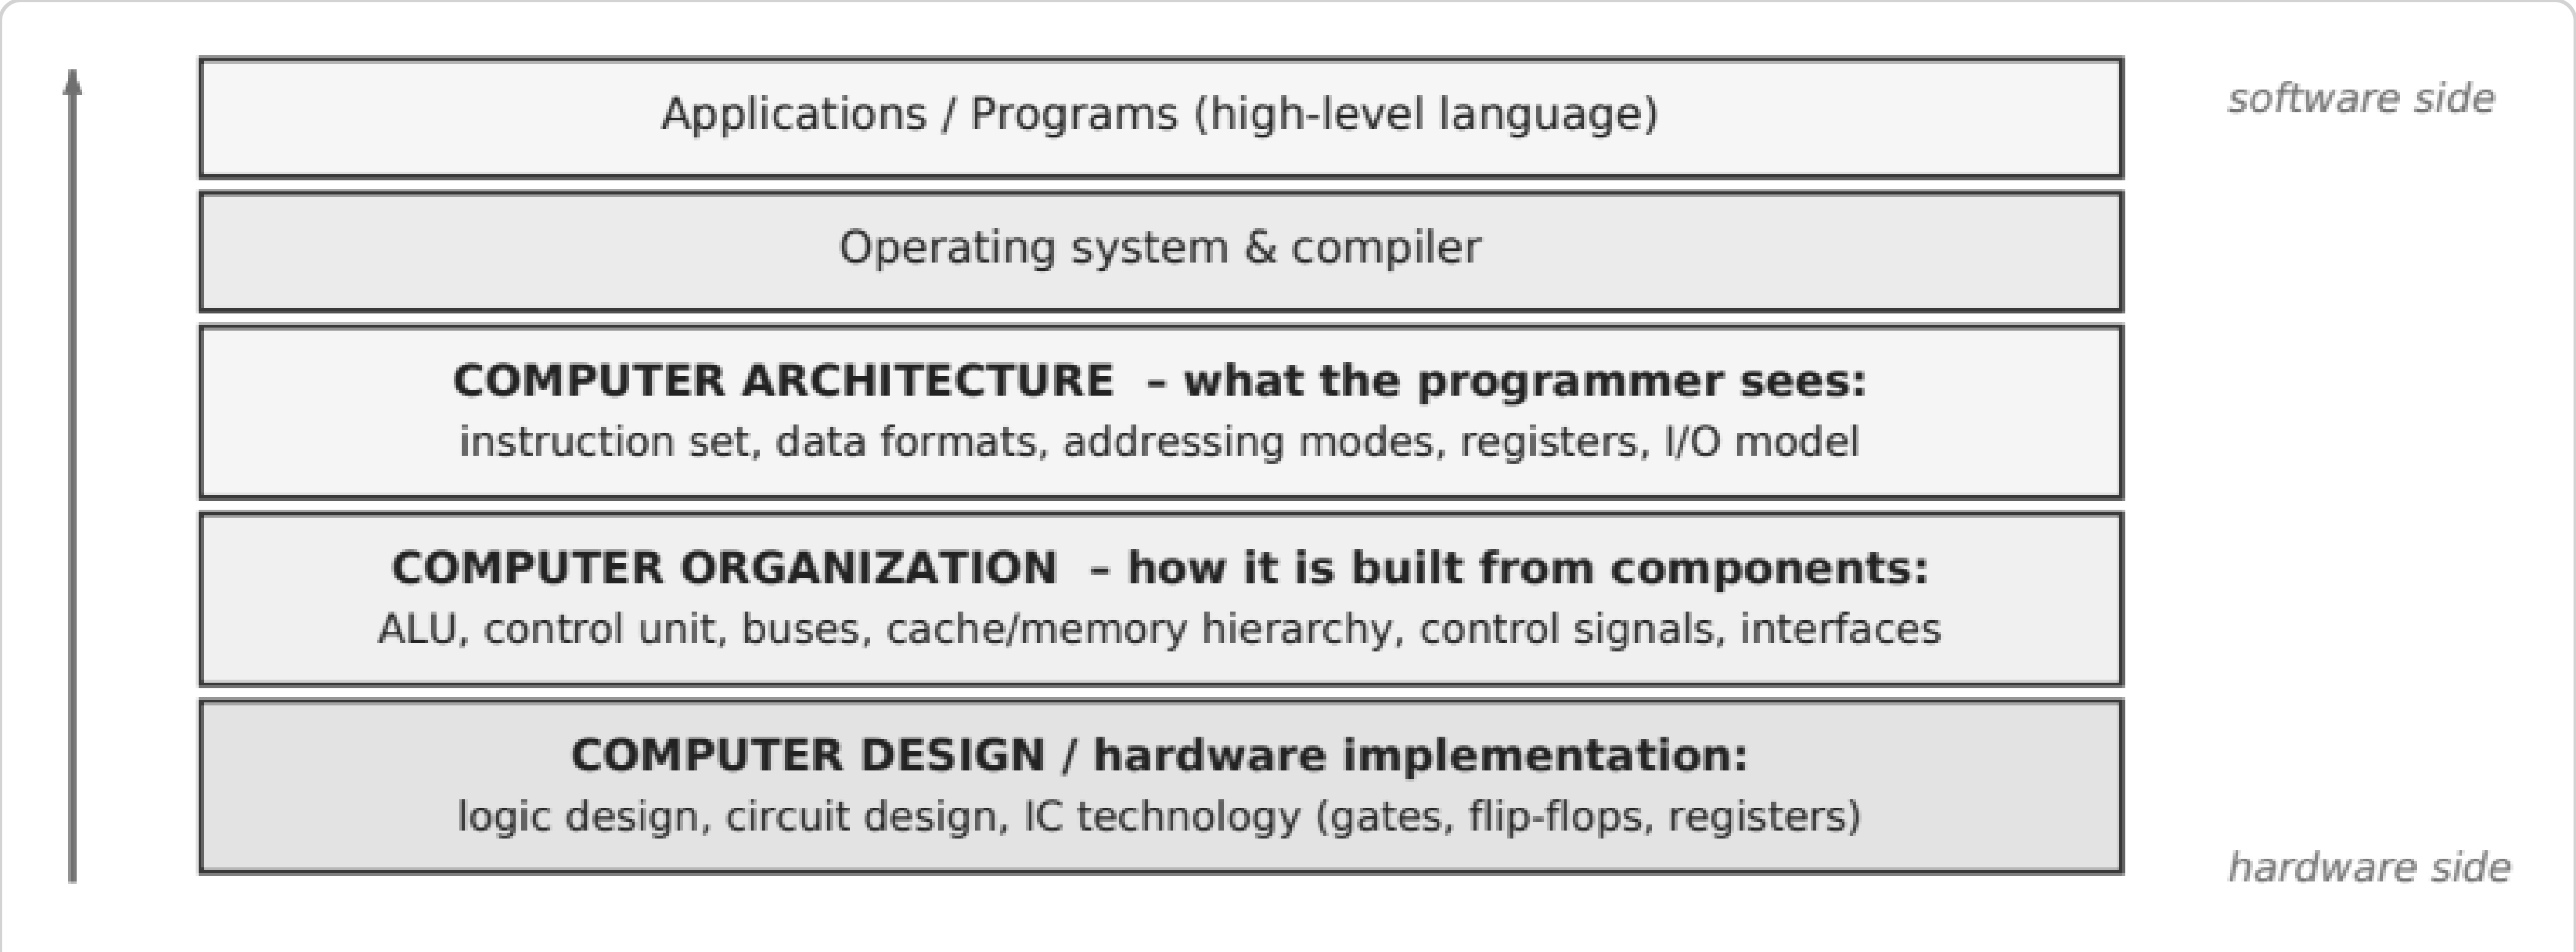 Applications / Programs (high-level language)
software side
Operating system & compiler
COMPUTER ARCHITECTURE – what the programmer sees:
instruction set, data formats, addressing modes, registers, I/O model
COMPUTER ORGANIZATION – how it is built from components:
ALU, control unit, buses, cache/memory hierarchy, control signals, interfaces
COMPUTER DESIGN / hardware implementation:
logic design, circuit design, IC technology (gates, flip-flops, registers)
hardware side